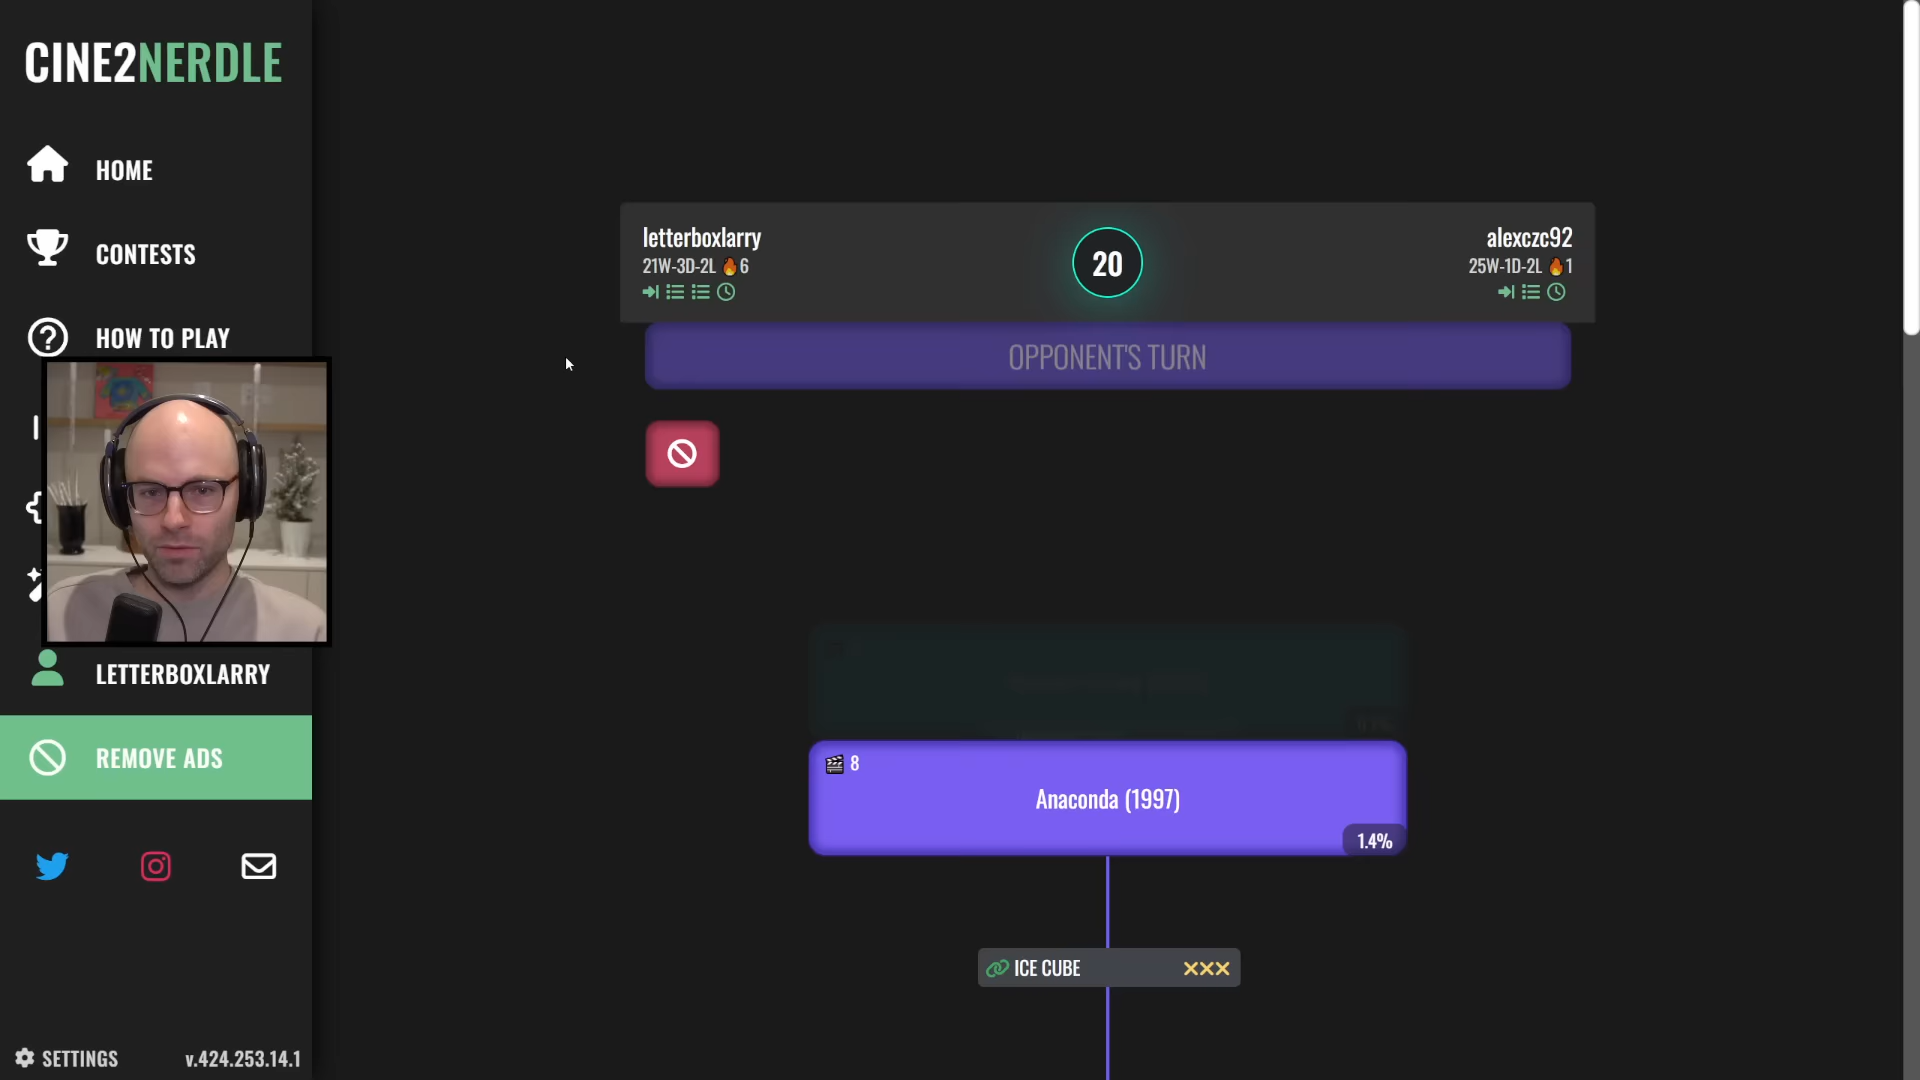 CINE2NERDLE
HOME
CONTESTS
HOW TO PLAY
LETTERBOXLARRY
REMOVE ADS
SETTINGS
v.424.253.14.1
letterboxlarry
21W-3D-2L 🔥6
20
alexczc92
25W-1D-2L 🔥1
OPPONENT'S TURN
8
Anaconda (1997)
1.4%
ICE CUBE